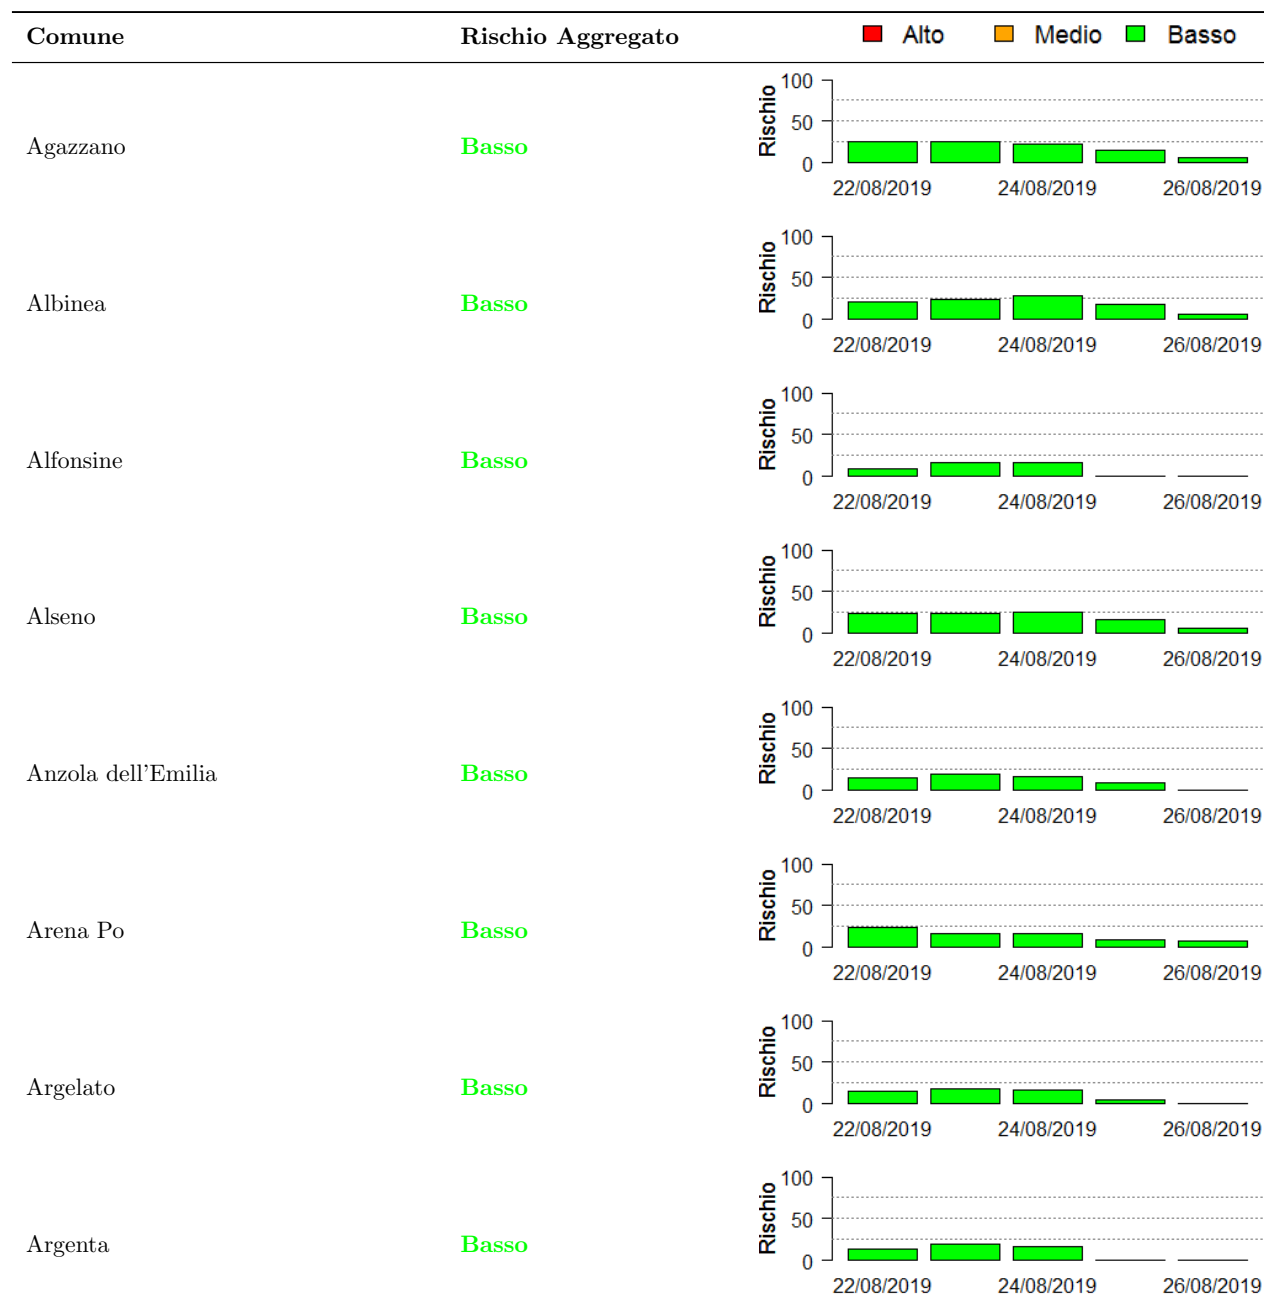 Comune Rischio Aggregato Alto Medio Basso
Agazzano Basso Rischio 100 50 0
22/08/2019 24/08/2019 26/08/2019
Albinea Basso Rischio 100 50 0
22/08/2019 24/08/2019 26/08/2019
Alfonsine Basso Rischio 100 50 0
22/08/2019 24/08/2019 26/08/2019
Alseno Basso Rischio 100 50 0
22/08/2019 24/08/2019 26/08/2019
Anzola dell'Emilia Basso Rischio 100 50 0
22/08/2019 24/08/2019 26/08/2019
Arena Po Basso Rischio 100 50 0
22/08/2019 24/08/2019 26/08/2019
Argelato Basso Rischio 100 50 0
22/08/2019 24/08/2019 26/08/2019
Argenta Basso Rischio 100 50 0
22/08/2019 24/08/2019 26/08/2019